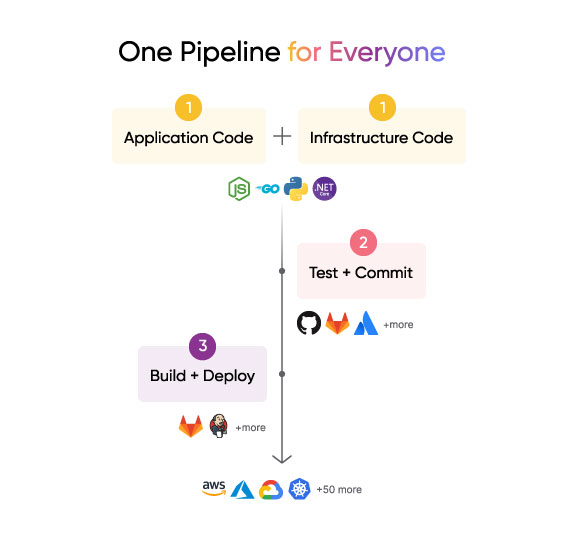 One Pipeline for Everyone
1
1
Application Code
+
Infrastructure Code
JS
GO
.NET
Core
2
Test + Commit
+more
3
Build + Deploy
+more
aws
+50 more